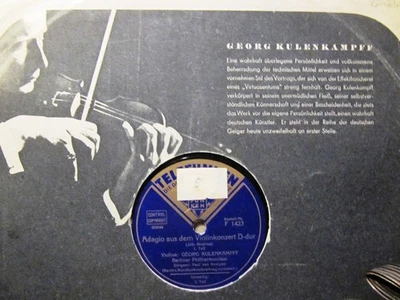 GEORG KULENKAMPFF
Eine wahrhaft überlegene Persönlichkeit und vollkommene
Beherrschung der technischen Mittel erweisen sich in einem
vornehmen Stil des Vortrags, der sich von der Effekthascherei
eines „Virtuosentums" streng fernhält. Georg Kulenkampff
verkörpert in seinem unermüdlichen Fleiß, seiner selbstver-
ständlichen Könnerschaft und einer Bescheidenheit, die stets
das Werk vor die eigene Persönlichkeit stellt, einen wahrhaft
deutschen Künstler. Er steht in der Reihe der deutschen
Geiger heute unzweifelhaft an erster Stelle.
TELEFUNKEN
F 1423
Adagio aus dem Violinkonzert D-dur
1. Teil
Violine: GEORG KULENKAMPFF
Berliner Philharmoniker